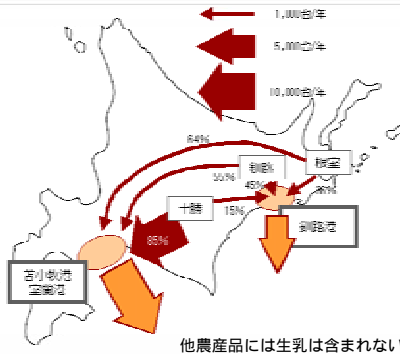 1,000台/年
5,000台/年
10,000台/年
64%
根室
釧路
55%
45%
36%
十勝
15%
釧路港
85%
苫小牧港
室蘭港
他農産品には生乳は含まれない